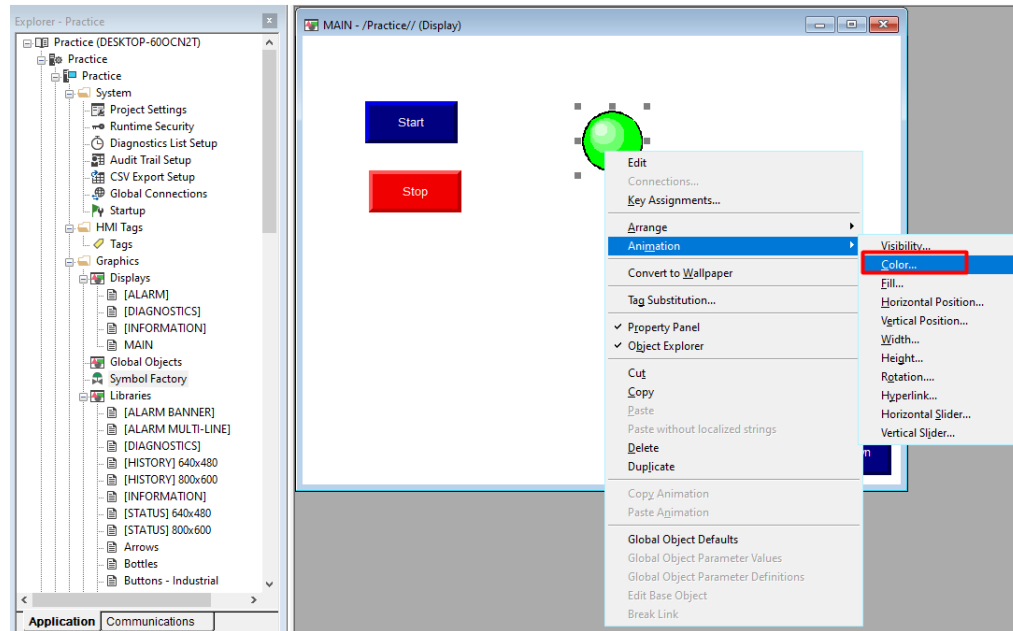 Explorer - Practice
x
Practice (DESKTOP-60OCN2T)
Practice
Practice
System
Project Settings
Runtime Security
Diagnostics List Setup
Audit Trail Setup
CSV Export Setup
Global Connections
Startup
HMI Tags
Tags
Graphics
Displays
[ALARM]
[DIAGNOSTICS]
[INFORMATION]
MAIN
Global Objects
Symbol Factory
Libraries
[ALARM BANNER]
[ALARM MULTI-LINE]
[DIAGNOSTICS]
[HISTORY] 640x480
[HISTORY] 800x600
[INFORMATION]
[STATUS] 640x480
[STATUS] 800x600
Arrows
Bottles
Buttons - Industrial
Application
Communications
MAIN - /Practice// (Display)
Start
Stop
Edit
Connections...
Key Assignments...
Arrange
Animation
Convert to Wallpaper
Tag Substitution...
Property Panel
Object Explorer
Cut
Copy
Paste
Paste without localized strings
Delete
Duplicate
Copy Animation
Paste Animation
Global Object Defaults
Global Object Parameter Values
Global Object Parameter Definitions
Edit Base Object
Break Link
Visibility...
Color...
Fill...
Horizontal Position...
Vertical Position...
Width...
Height...
Rotation....
Hyperlink...
Horizontal Slider...
Vertical Slider...